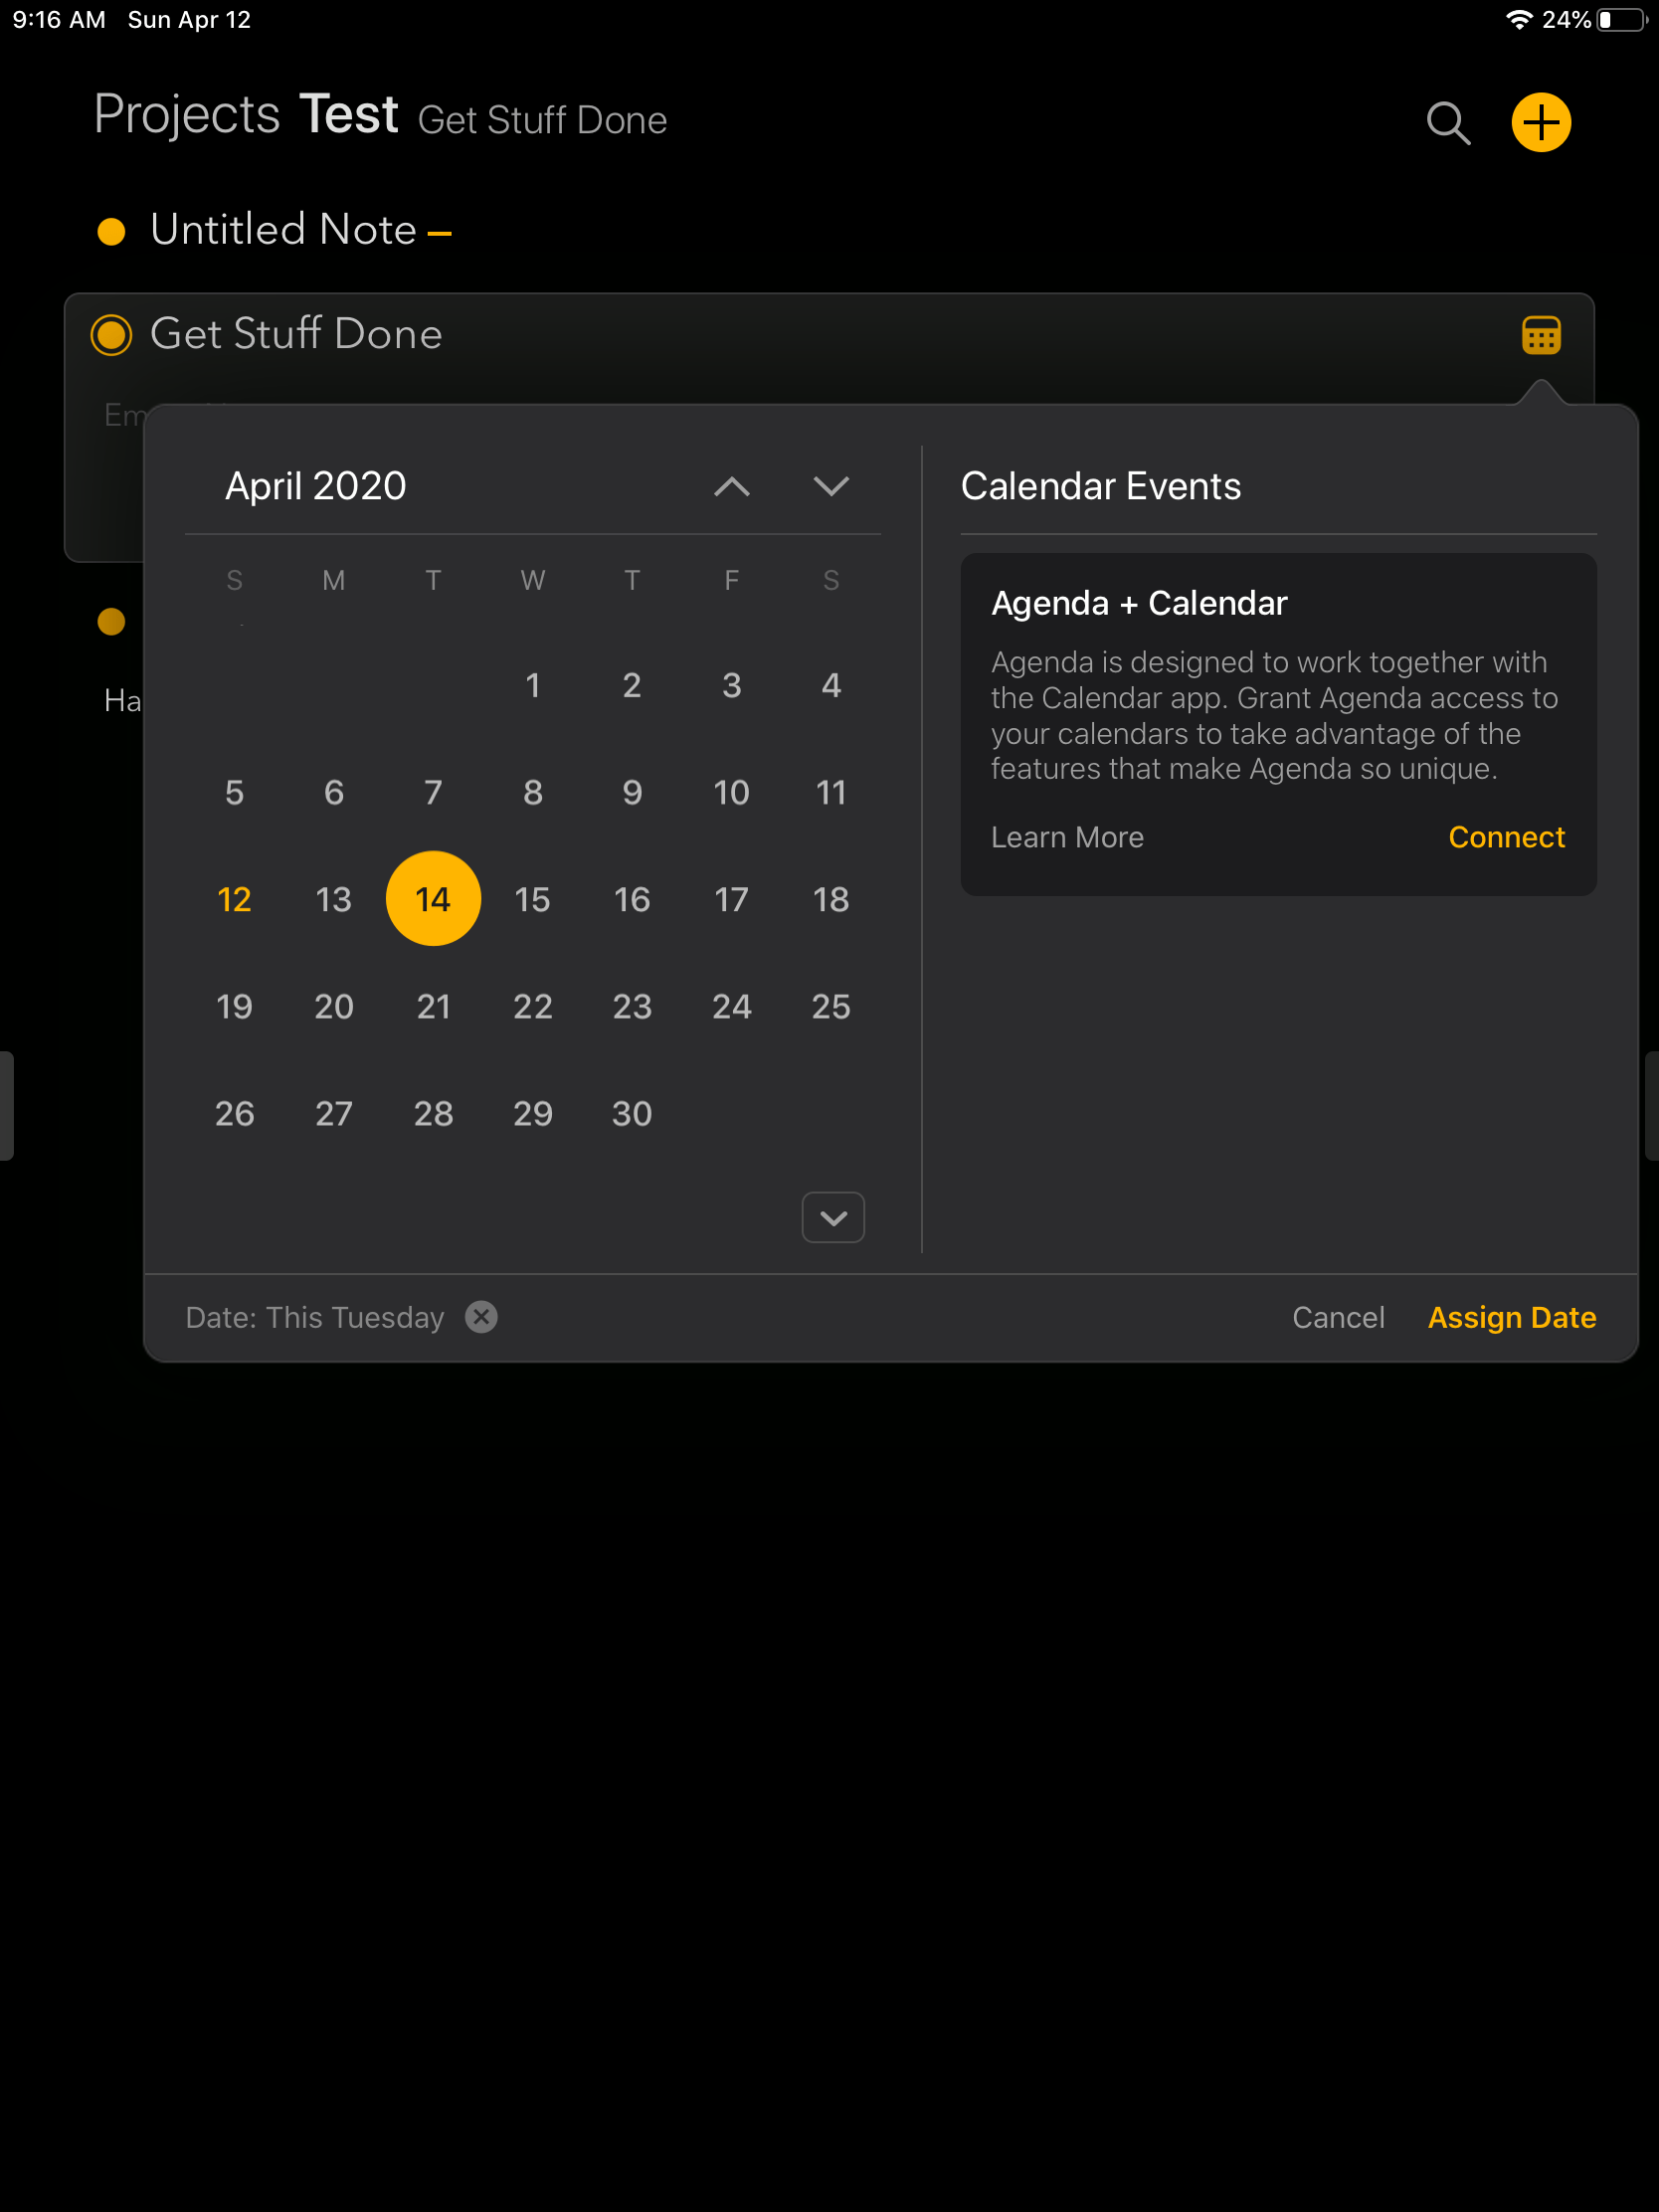 9:16 AM Sun Apr 12 24%
Projects Test Get Stuff Done
Untitled Note
Get Stuff Done
April 2020
S M T W T F S
1 2 3 4
5 6 7 8 9 10 11
12 13 14 15 16 17 18
19 20 21 22 23 24 25
26 27 28 29 30
Calendar Events
Agenda + Calendar
Agenda is designed to work together with
the Calendar app. Grant Agenda access to
your calendars to take advantage of the
features that make Agenda so unique.
Learn More Connect
Ha
Date: This Tuesday Cancel Assign Date